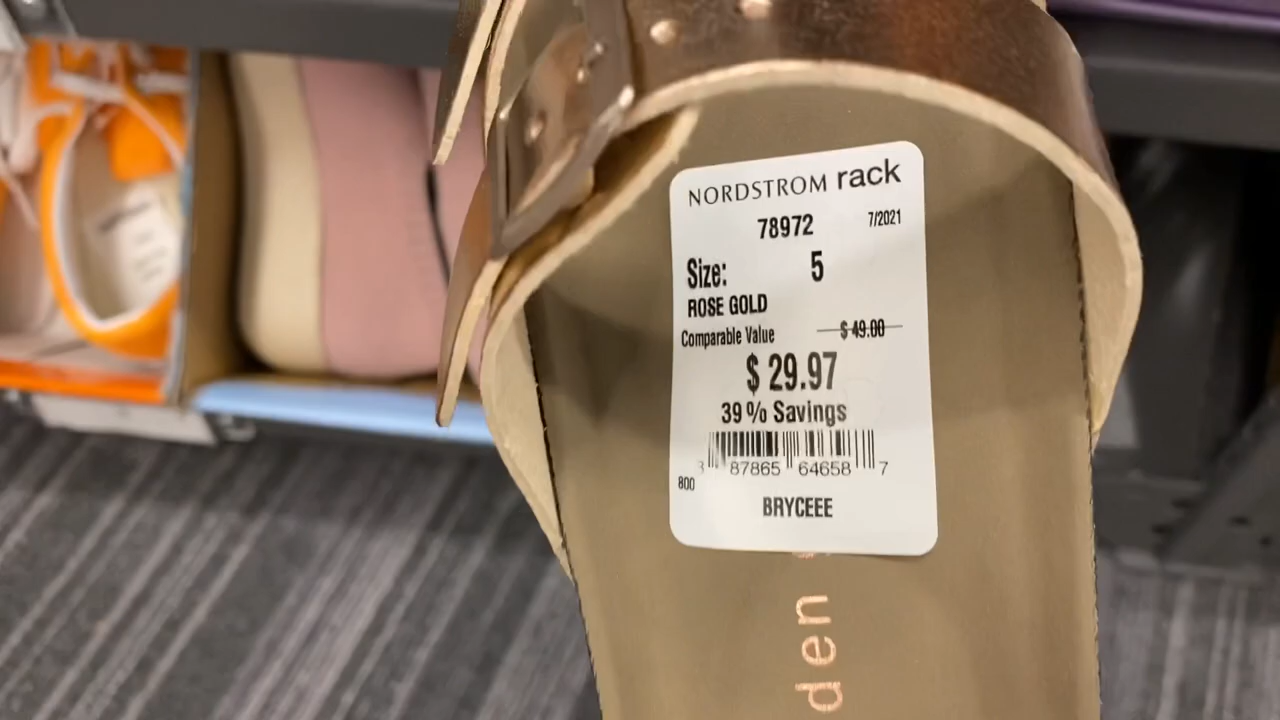 NORDSTROM rack
78972 7/2021
Size: 5
ROSE GOLD
Comparable Value $ 49.00
$ 29.97
39% Savings
3 87865 64658 7
800
BRYCEEE
den